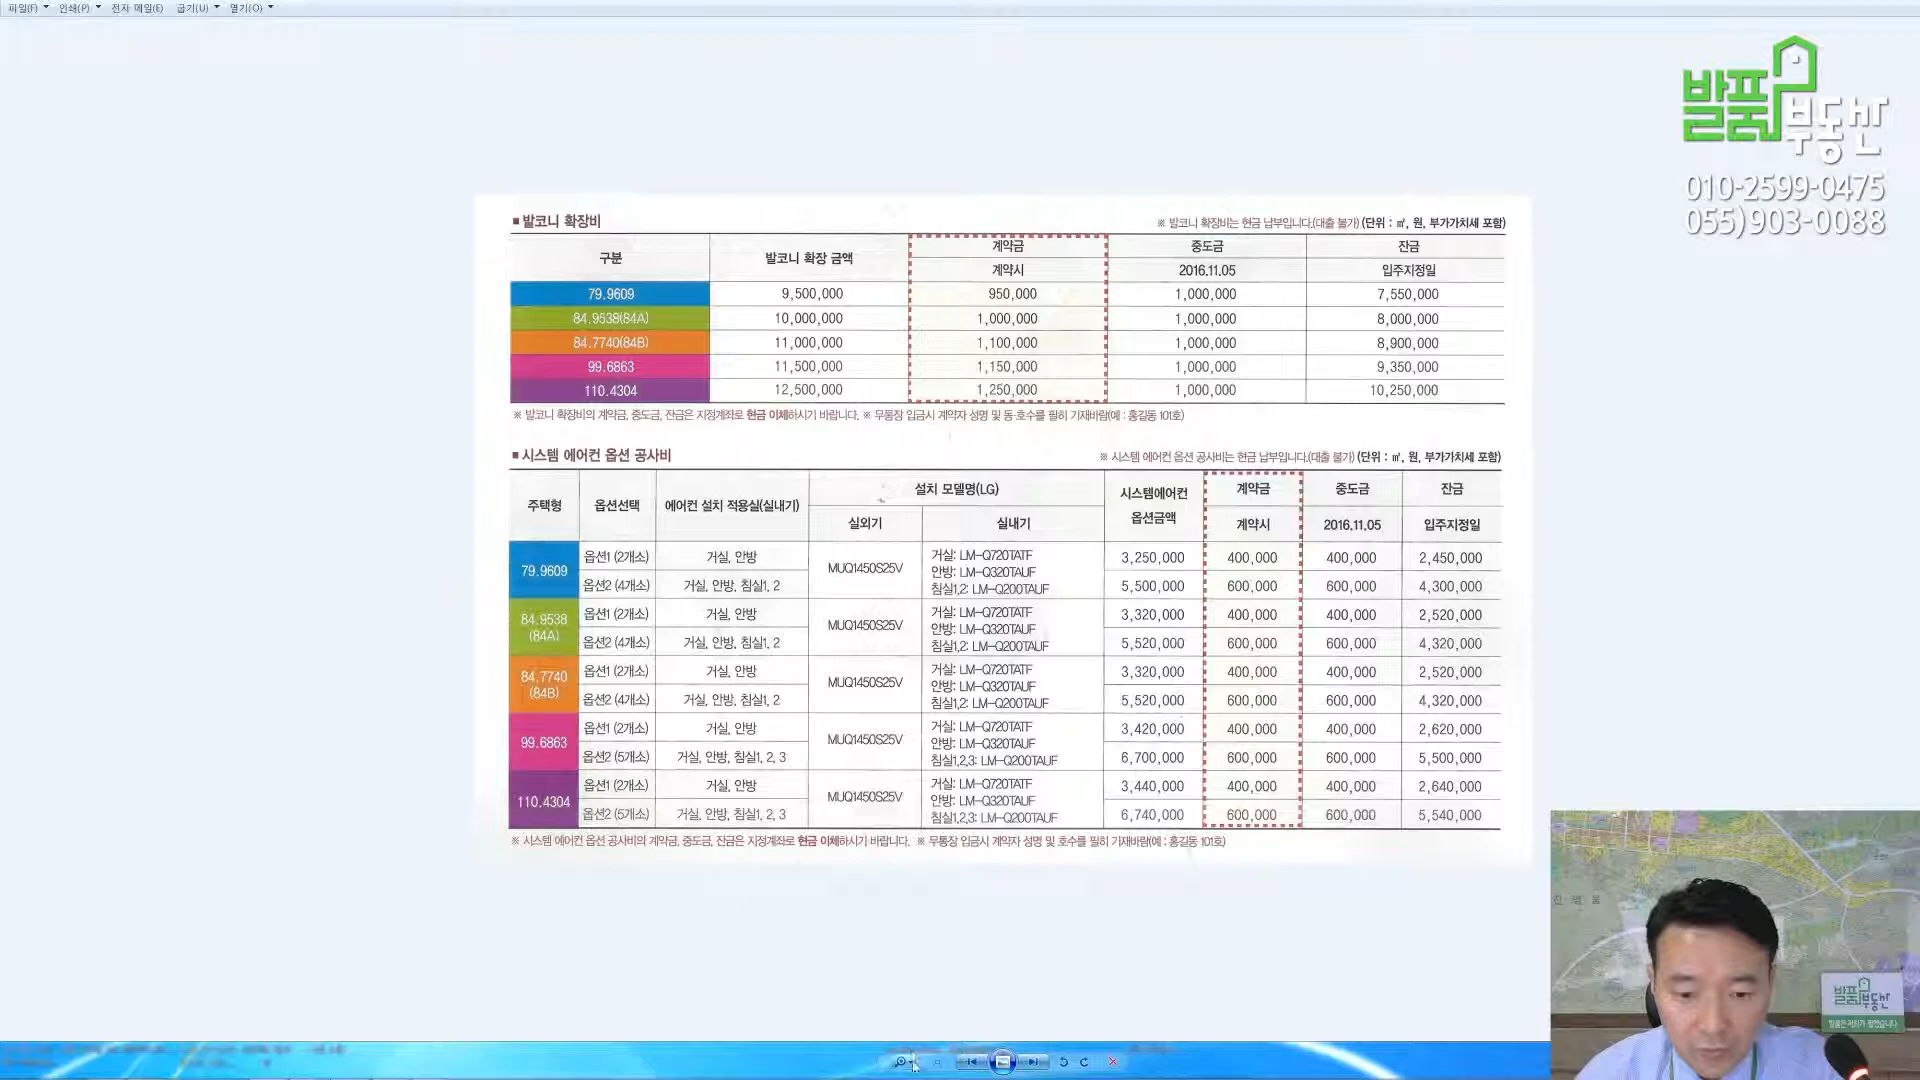 파일(F) 인쇄(P) 전자 메일(E) 굽기(U) 열기(O)
발품부동산
010-2599-0475
055)903-0088
■ 발코니 확장비
※ 발코니 확장비는 현금 납부입니다.(대출 불가) (단위 : ㎡, 원, 부가가치세 포함)
구분 발코니 확장 금액 계약금 중도금 잔금
계약시 2016.11.05 입주지정일
79.9609 9,500,000 950,000 1,000,000 7,550,000
84.9538(84A) 10,000,000 1,000,000 1,000,000 8,000,000
84.7740(84B) 11,000,000 1,100,000 1,000,000 8,900,000
99.6863 11,500,000 1,150,000 1,000,000 9,350,000
110.4304 12,500,000 1,250,000 1,000,000 10,250,000
※ 발코니 확장비의 계약금, 중도금, 잔금은 지정계좌로 현금 이체하시기 바랍니다. ※ 무통장 입금시 계약자 성명 및 동·호수를 필히 기재바람(예 : 홍길동 101호)
■ 시스템 에어컨 옵션 공사비
※ 시스템 에어컨 옵션 공사비는 현금 납부입니다.(대출 불가) (단위 : ㎡, 원, 부가가치세 포함)
주택형 옵션선택 에어컨 설치 적용실(실내기) 설치 모델명(LG) 시스템에어컨 옵션금액 계약금 중도금 잔금
실외기 실내기 계약시 2016.11.05 입주지정일
79.9609 옵션1 (2개소) 거실, 안방 MUQ1450S25V 거실: LM-Q720TATF 3,250,000 400,000 400,000 2,450,000
안방: LM-Q320TAUF
옵션2 (4개소) 거실, 안방, 침실1, 2 침실1,2: LM-Q200TAUF 5,500,000 600,000 600,000 4,300,000
84.9538 (84A) 옵션1 (2개소) 거실, 안방 MUQ1450S25V 거실: LM-Q720TATF 3,320,000 400,000 400,000 2,520,000
안방: LM-Q320TAUF
옵션2 (4개소) 거실, 안방, 침실1, 2 침실1,2: LM-Q200TAUF 5,520,000 600,000 600,000 4,320,000
84.7740 (84B) 옵션1 (2개소) 거실, 안방 MUQ1450S25V 거실: LM-Q720TATF 3,320,000 400,000 400,000 2,520,000
안방: LM-Q320TAUF
옵션2 (4개소) 거실, 안방, 침실1, 2 침실1,2: LM-Q200TAUF 5,520,000 600,000 600,000 4,320,000
99.6863 옵션1 (2개소) 거실, 안방 MUQ1450S25V 거실: LM-Q720TATF 3,420,000 400,000 400,000 2,620,000
안방: LM-Q320TAUF
옵션2 (5개소) 거실, 안방, 침실1, 2, 3 침실1,2,3: LM-Q200TAUF 6,700,000 600,000 600,000 5,500,000
110.4304 옵션1 (2개소) 거실, 안방 MUQ1450S25V 거실: LM-Q720TATF 3,440,000 400,000 400,000 2,640,000
안방: LM-Q320TAUF
옵션2 (5개소) 거실, 안방, 침실1, 2, 3 침실1,2,3: LM-Q200TAUF 6,740,000 600,000 600,000 5,540,000
※ 시스템 에어컨 옵션 공사비의 계약금, 중도금, 잔금은 지정계좌로 현금 이체하시기 바랍니다. ※ 무통장 입금시 계약자 성명 및 호수를 필히 기재바람(예 : 홍길동 101호)
발품부동산